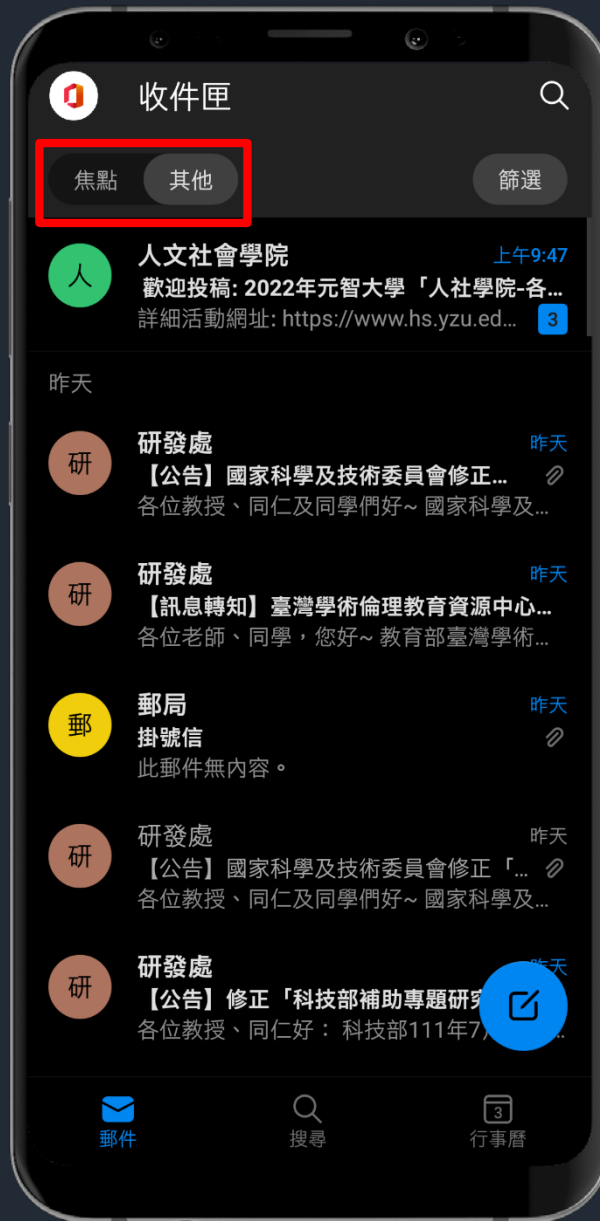 收件匣
焦點 其他 篩選
人 人文社會學院 上午9:47
歡迎投稿: 2022年元智大學「人社學院-各...
詳細活動網址: https://www.hs.yzu.ed... 3
昨天
研 研發處 昨天
【公告】國家科學及技術委員會修正...
各位教授、同仁及同學們好~ 國家科學及...
研 研發處 昨天
【訊息轉知】臺灣學術倫理教育資源中心...
各位老師、同學，您好~ 教育部臺灣學術...
郵 郵局 昨天
掛號信
此郵件無內容。
研 研發處 昨天
【公告】國家科學及技術委員會修正「...
各位教授、同仁及同學們好~ 國家科學及...
研 研發處 昨天
【公告】修正「科技部補助專題研究
各位教授、同仁好： 科技部111年7
郵件 搜尋 3 行事曆